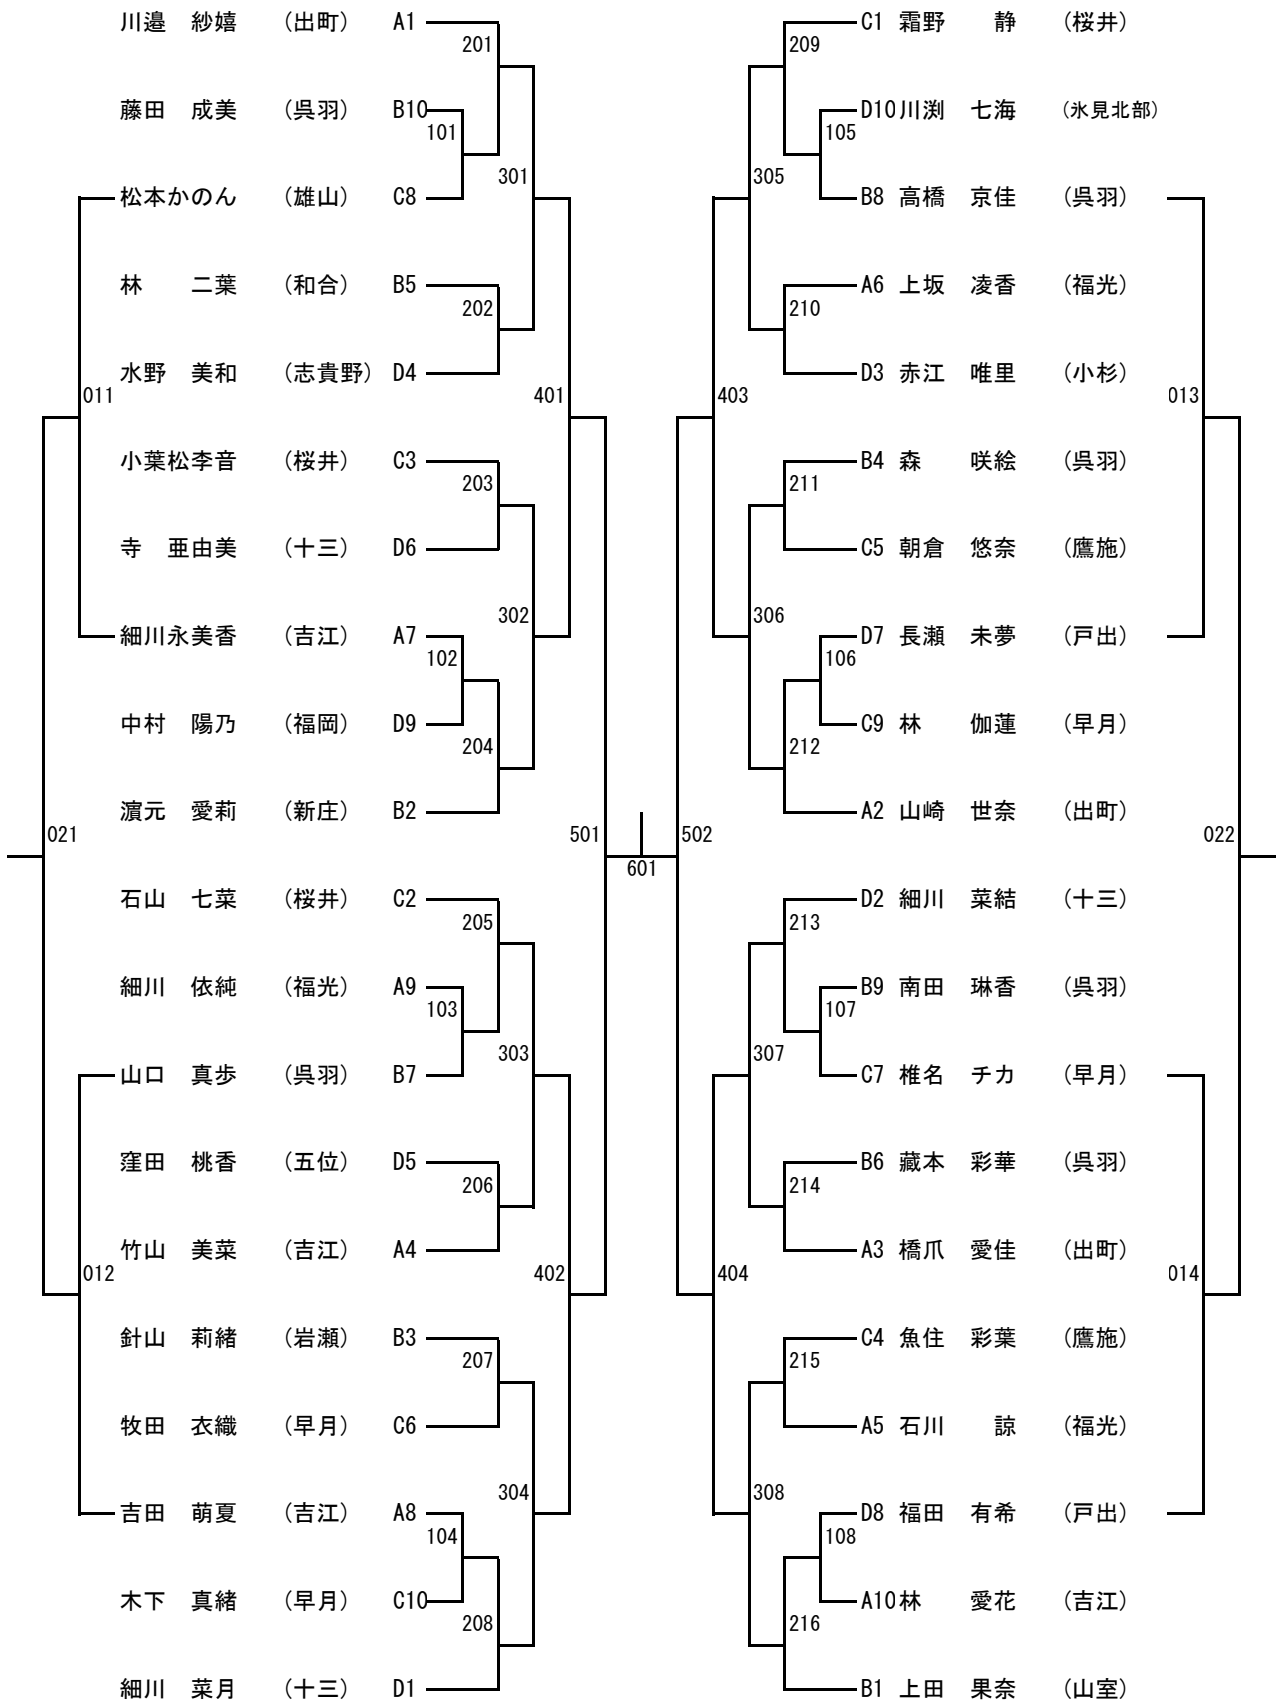 川邉 紗嬉 （出町） A1
201
藤田 成美 （呉羽） B10
101
301
松本かのん （雄山） C8
林 二葉 （和合） B5
202
水野 美和 （志貴野） D4
011
401
小葉松李音 （桜井） C3
203
寺 亜由美 （十三） D6
302
細川永美香 （吉江） A7
102
中村 陽乃 （福岡） D9
204
濵元 愛莉 （新庄） B2
021
501
石山 七菜 （桜井） C2
205
細川 依純 （福光） A9
103
303
山口 真歩 （呉羽） B7
窪田 桃香 （五位） D5
206
竹山 美菜 （吉江） A4
012
402
針山 莉緒 （岩瀬） B3
207
牧田 衣織 （早月） C6
304
吉田 萌夏 （吉江） A8
104
木下 真緒 （早月） C10
208
細川 菜月 （十三） D1
601
C1 霜野 静 （桜井）
209
D10 川渕 七海 （氷見北部）
105
305
B8 高橋 京佳 （呉羽）
A6 上坂 凌香 （福光）
210
D3 赤江 唯里 （小杉）
403
013
B4 森 咲絵 （呉羽）
211
C5 朝倉 悠奈 （鷹施）
306
D7 長瀬 未夢 （戸出）
106
C9 林 伽蓮 （早月）
212
A2 山崎 世奈 （出町）
502
022
D2 細川 菜結 （十三）
213
B9 南田 琳香 （呉羽）
107
307
C7 椎名 チカ （早月）
B6 藏本 彩華 （呉羽）
214
A3 橋爪 愛佳 （出町）
404
014
C4 魚住 彩葉 （鷹施）
215
A5 石川 諒 （福光）
308
D8 福田 有希 （戸出）
108
A10 林 愛花 （吉江）
216
B1 上田 果奈 （山室）